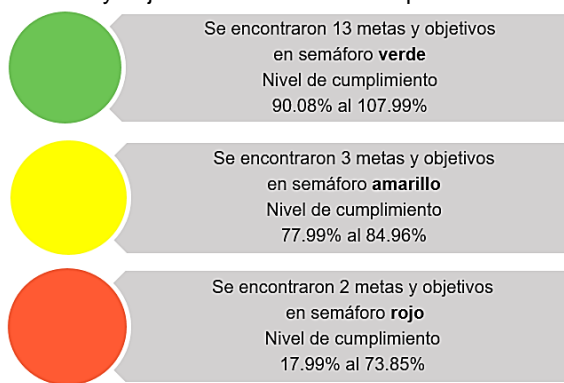 Se encontraron 13 metas y objetivos
en semáforo verde
Nivel de cumplimiento
90.08% al 107.99%
Se encontraron 3 metas y objetivos
en semáforo amarillo
Nivel de cumplimiento
77.99% al 84.96%
Se encontraron 2 metas y objetivos
en semáforo rojo
Nivel de cumplimiento
17.99% al 73.85%